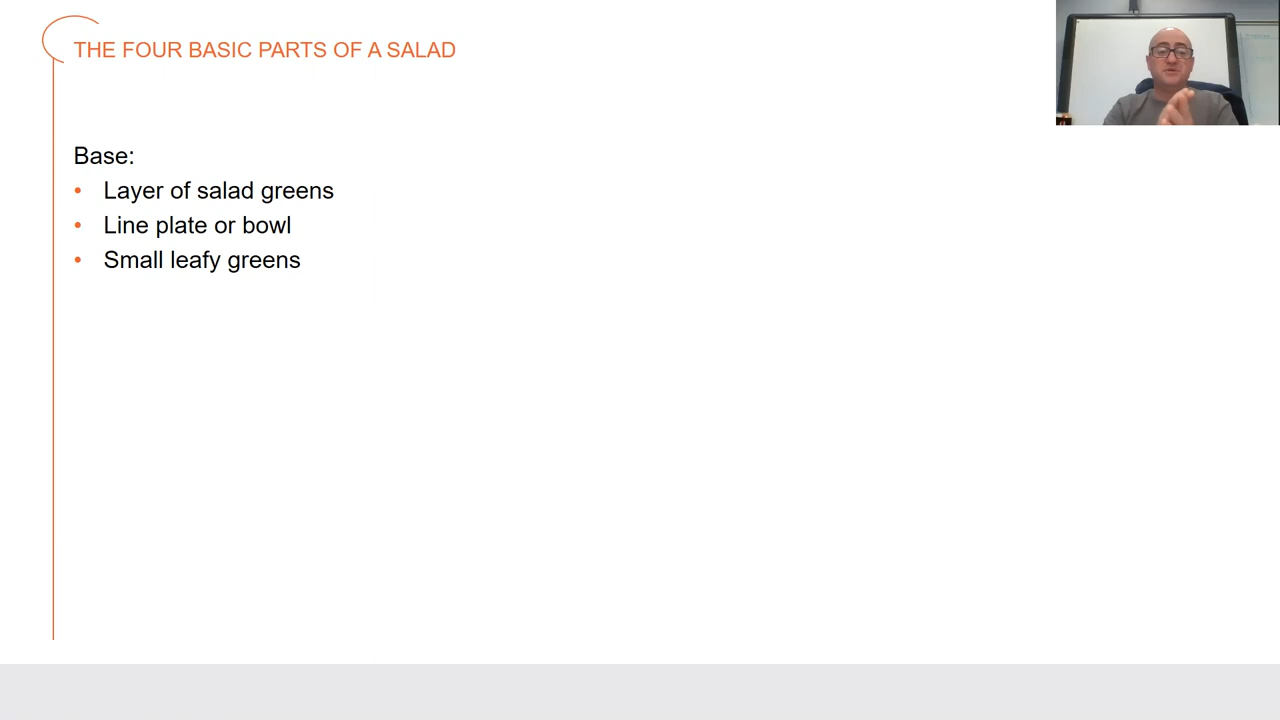 THE FOUR BASIC PARTS OF A SALAD
Base:
• Layer of salad greens
• Line plate or bowl
• Small leafy greens